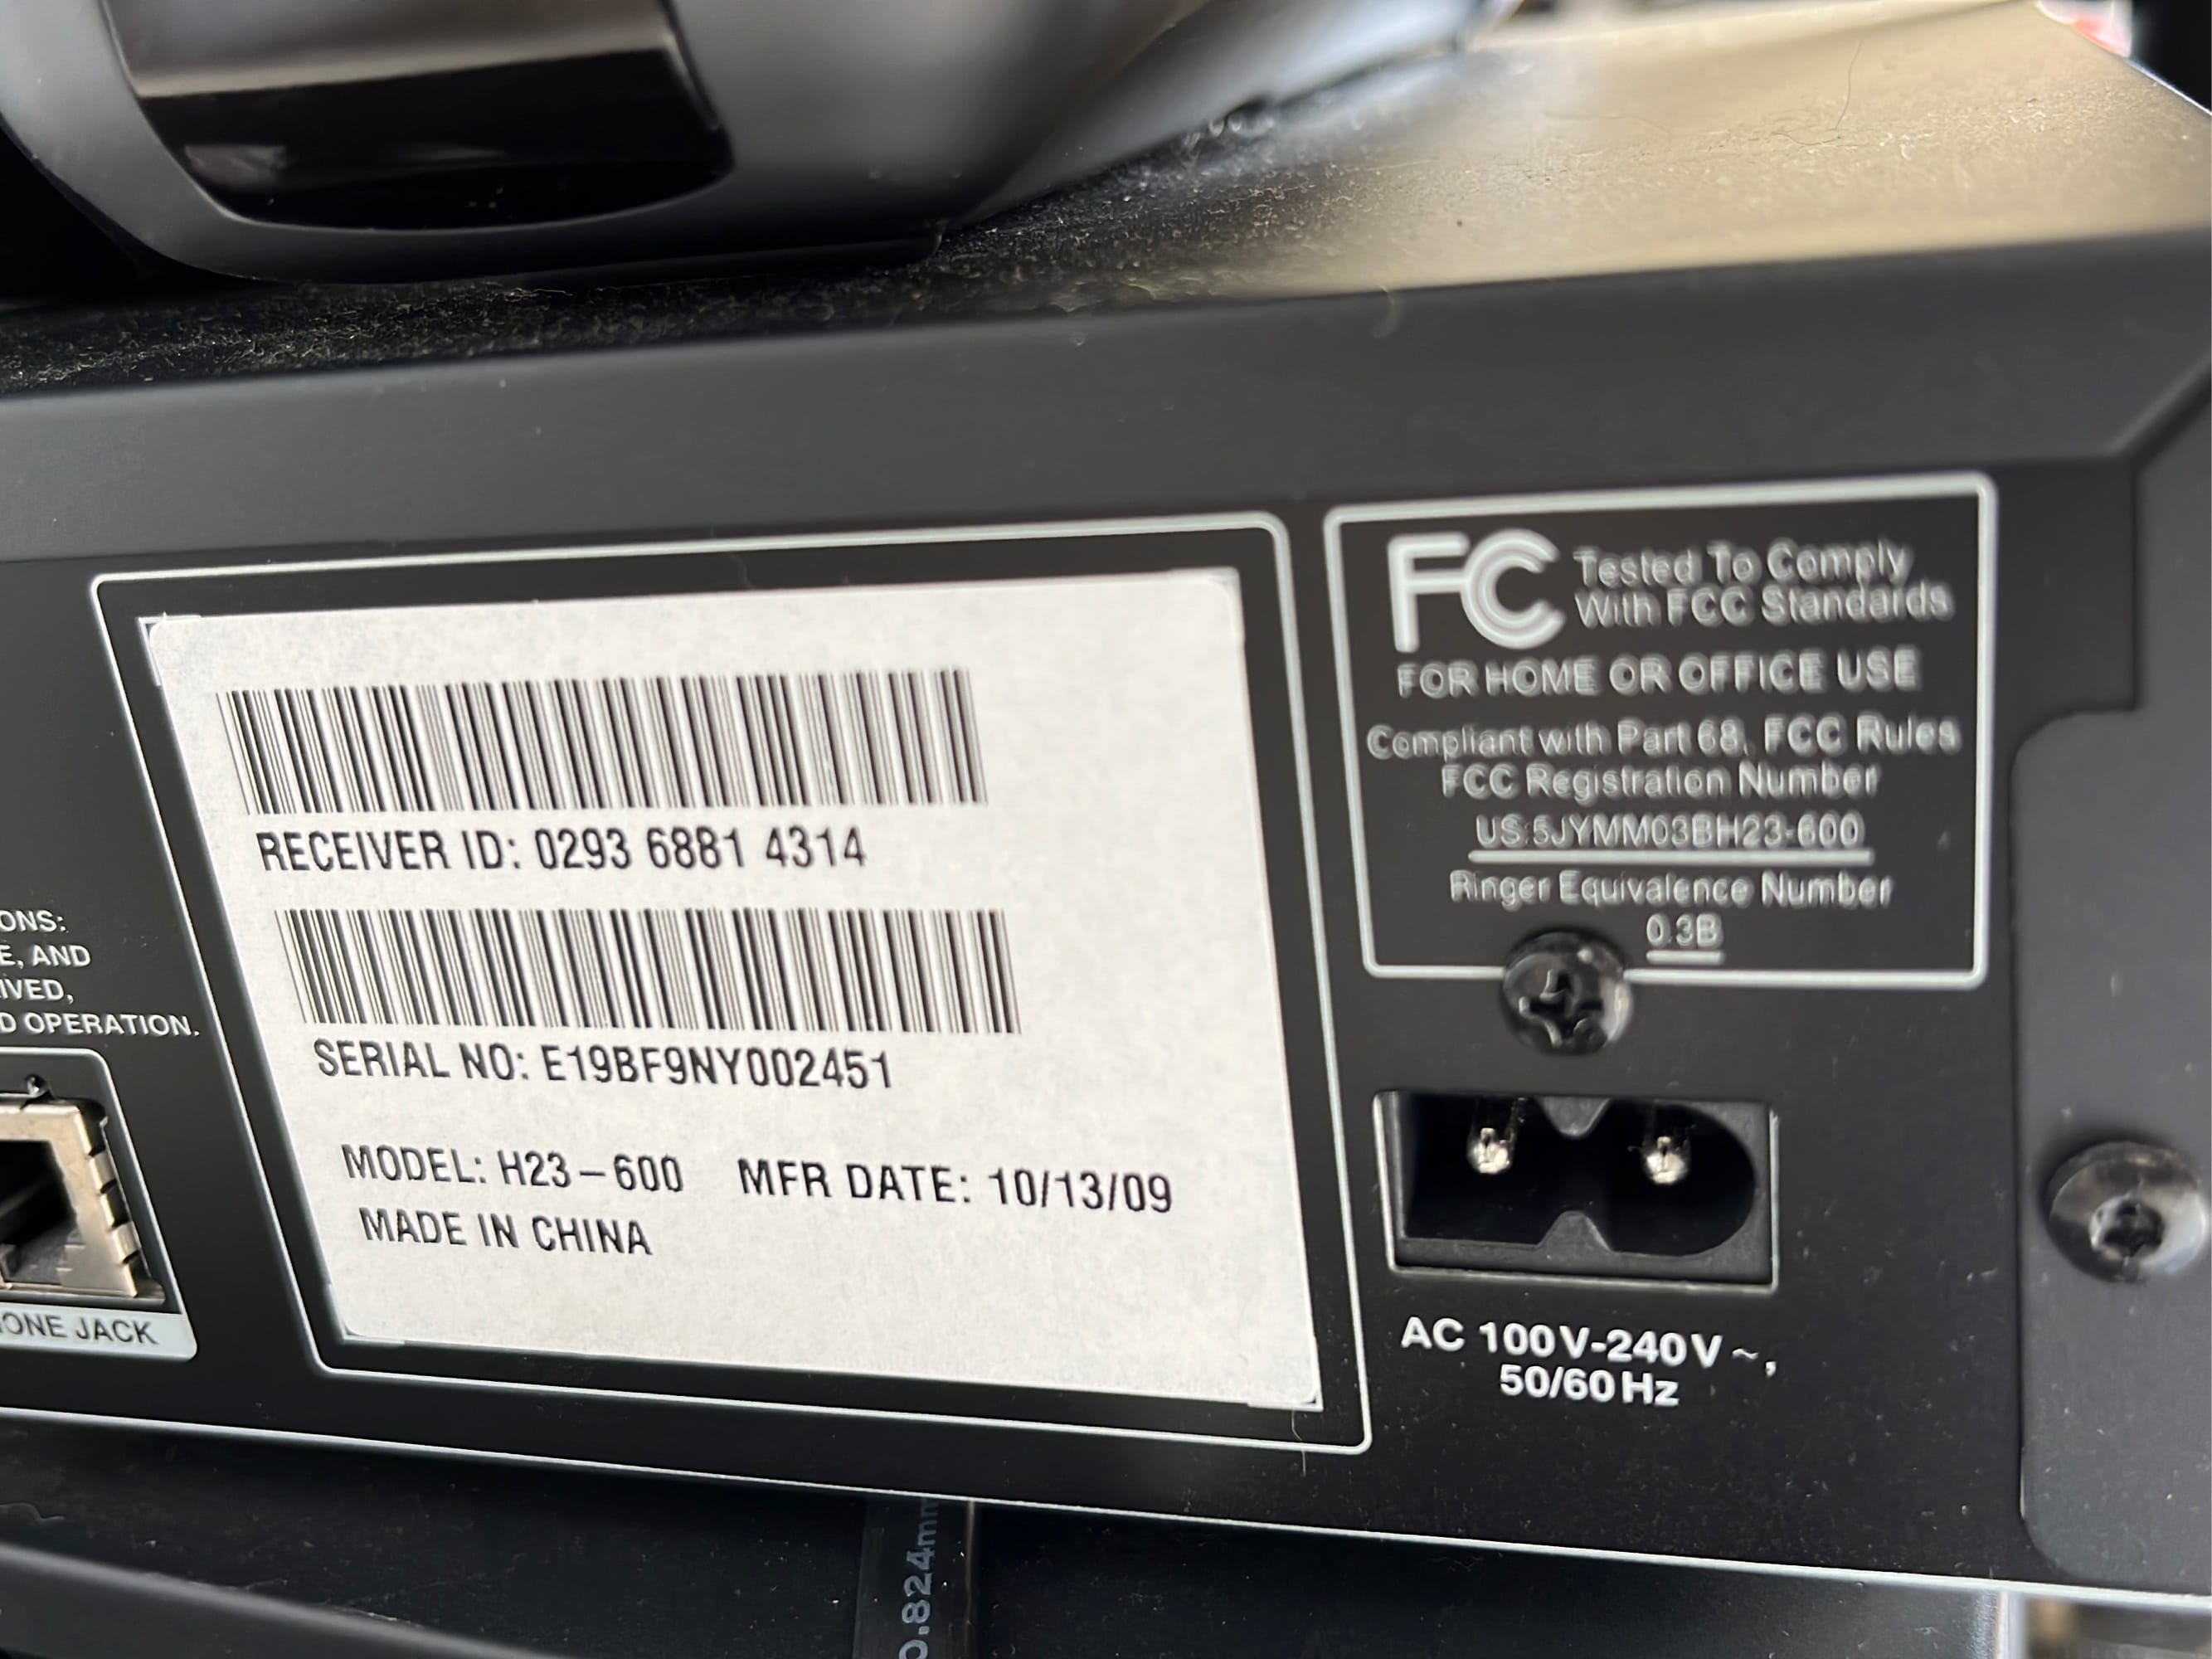 ONS:
E, AND
IVED,
D OPERATION.
ONE JACK
RECEIVER ID: 0293 6881 4314
SERIAL NO: E19BF9NY002451
MODEL: H23-600 MFR DATE: 10/13/09
MADE IN CHINA
FC Tested To Comply
With FCC Standards
FOR HOME OR OFFICE USE
Compliant with Part 68, FCC Rules
FCC Registration Number
US:5JYMM03BH23-600
Ringer Equivalence Number
0.3B
AC 100V-240V ~,
50/60Hz
0.824mm